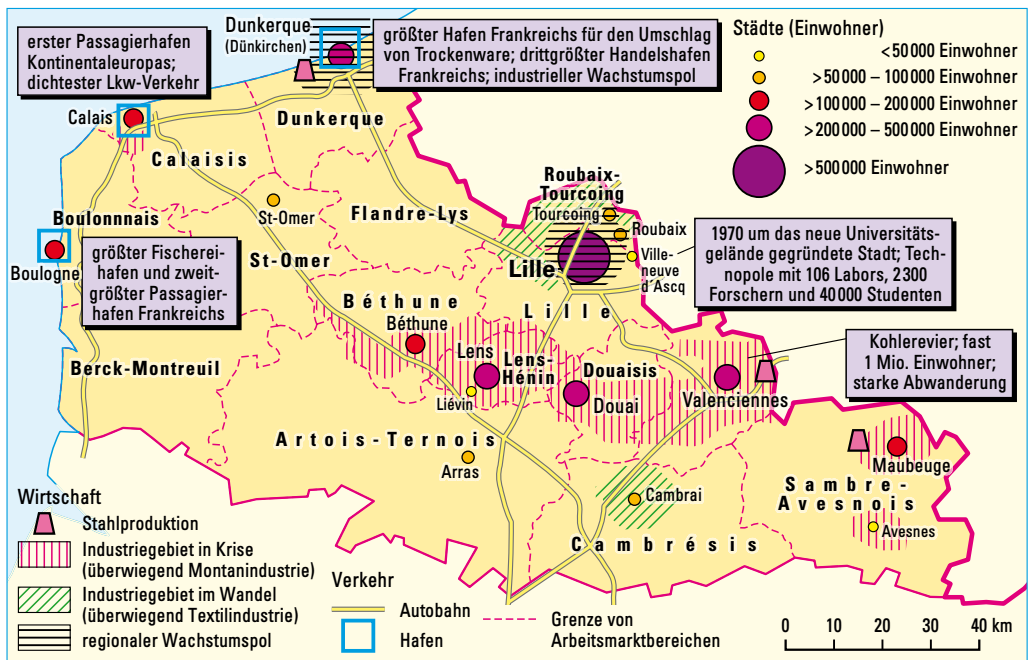 erster Passagierhafen
Kontinentaleuropas;
dichtester Lkw-Verkehr
Dunkerque
(Dünkirchen)
größter Hafen Frankreichs für den Umschlag
von Trockenware; drittgrößter Handelshafen
Frankreichs; industrieller Wachstumspol
Städte (Einwohner)
<50000 Einwohner
>50000 – 100000 Einwohner
>100000 – 200000 Einwohner
>200000 – 500000 Einwohner
>500000 Einwohner
Calais
Dunkerque
Calaisis
Roubaix-
Tourcoing
Tourcoing
Roubaix
Ville-
neuve
d'Ascq
St-Omer
Flandre-Lys
Boulonnnais
Boulogne
St-Omer
Lille
1970 um das neue Universitäts-
gelände gegründete Stadt; Tech-
nopole mit 106 Labors, 2300
Forschern und 40000 Studenten
größter Fischerei-
hafen und zweit-
größter Passagier-
hafen Frankreichs
Béthune
Béthune
Lille
Berck-Montreuil
Lens
Lens-
Hénin
Liévin
Douaisis
Douai
Valenciennes
Kohlerevier; fast
1 Mio. Einwohner;
starke Abwanderung
Artois-Ternois
Arras
Maubeuge
Sambre-
Avesnois
Avesnes
Cambrai
Cambrésis
Wirtschaft
Stahlproduktion
Industriegebiet in Krise
(überwiegend Montanindustrie)
Industriegebiet im Wandel
(überwiegend Textilindustrie)
regionaler Wachstumspol
Verkehr
Autobahn
Hafen
Grenze von
Arbeitsmarktbereichen
0 10 20 30 40 km